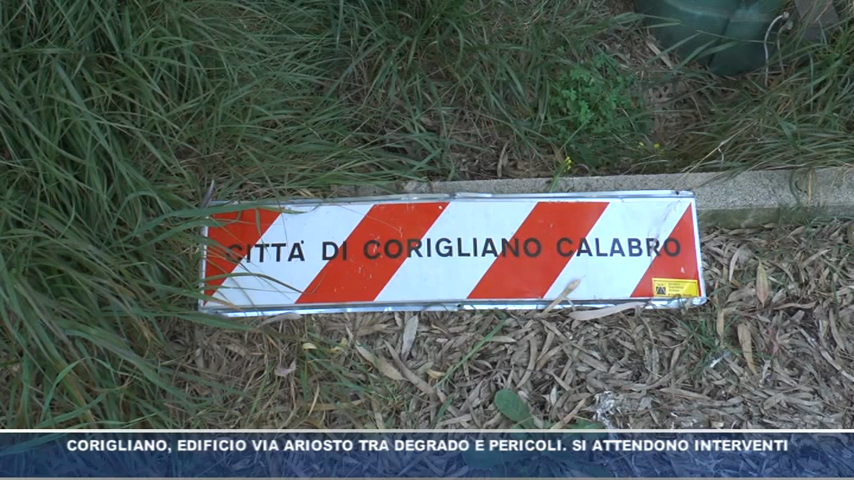 CITTA' DI CORIGLIANO CALABRO
CORIGLIANO, EDIFICIO VIA ARIOSTO TRA DEGRADO E PERICOLI. SI ATTENDONO INTERVENTI